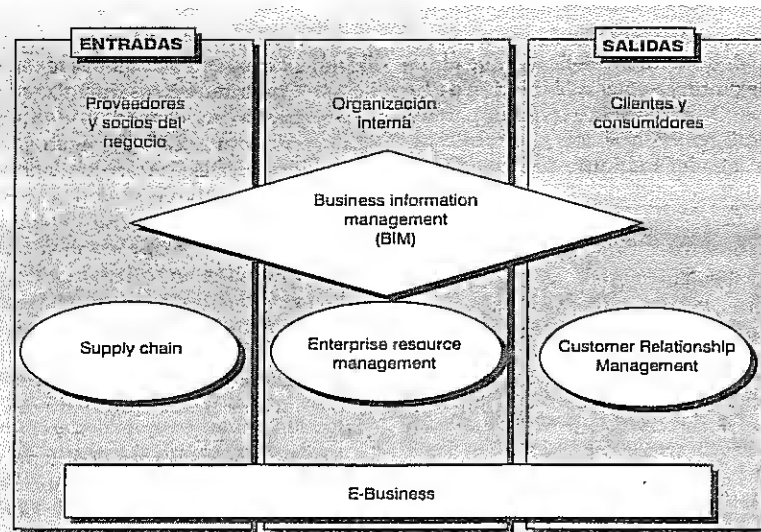 ENTRADAS
SALIDAS
Proveedores
y socios del
negocio
Organización
interna
Clientes y
consumidores
Business information
management
(BIM)
Supply chain
Enterprise resource
management
Customer Relationship
Management
E-Business